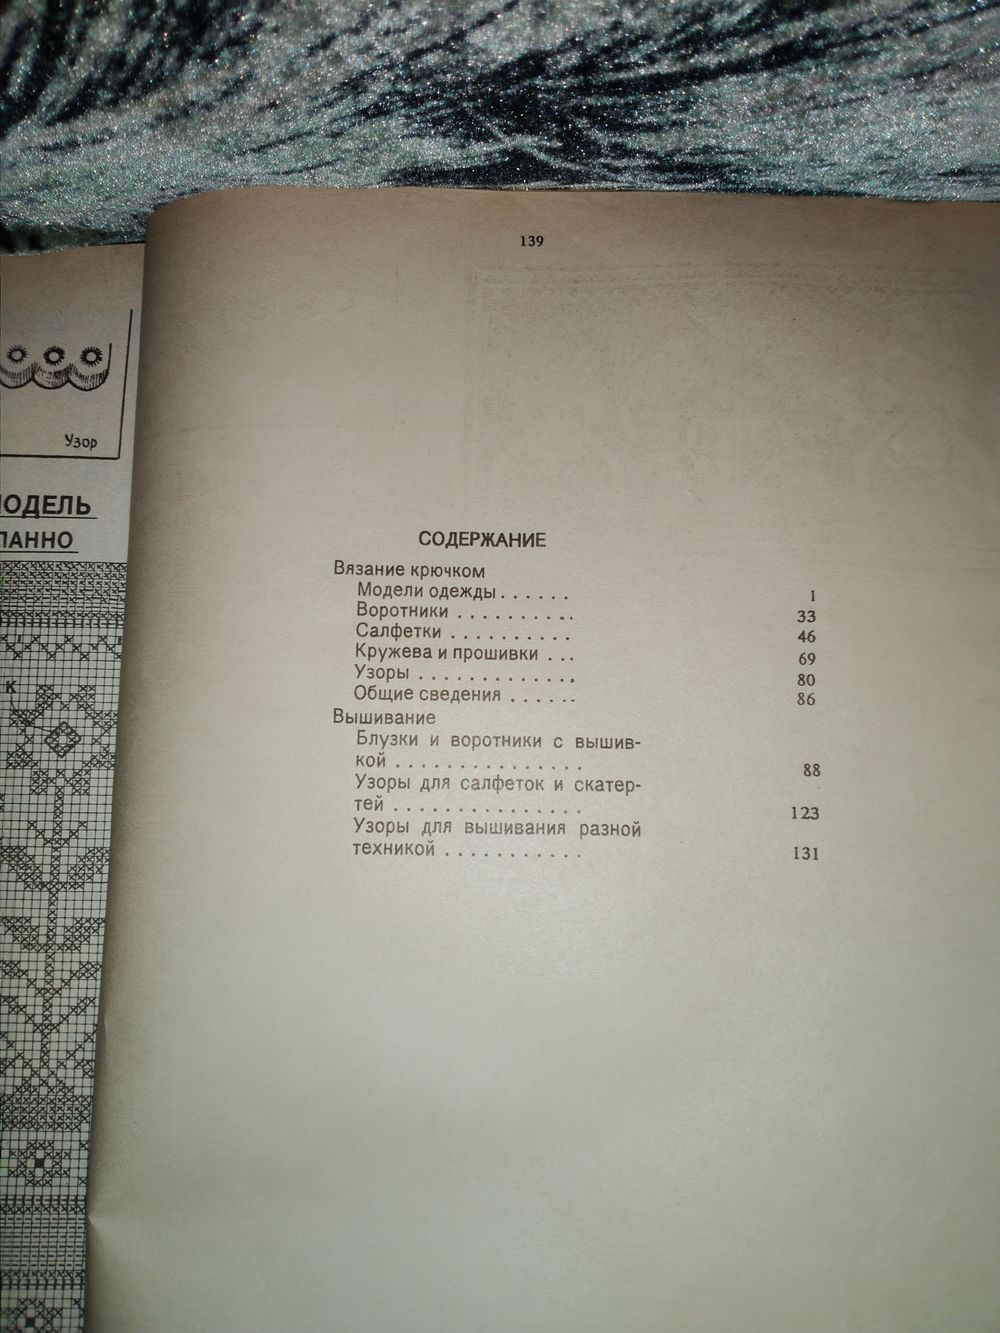 139
Узор
МОДЕЛЬ
ПАННО
К
СОДЕРЖАНИЕ
Вязание крючком
Модели одежды . . . . . . 1
Воротники . . . . . . . . . . 33
Салфетки . . . . . . . . . . 46
Кружева и прошивки . . . 69
Узоры . . . . . . . . . . . . . 80
Общие сведения . . . . . . 86
Вышивание
Блузки и воротники с вышив-
кой . . . . . . . . . . . . . . . 88
Узоры для салфеток и скатер-
тей . . . . . . . . . . . . . . . 123
Узоры для вышивания разной
техникой . . . . . . . . . . . 131